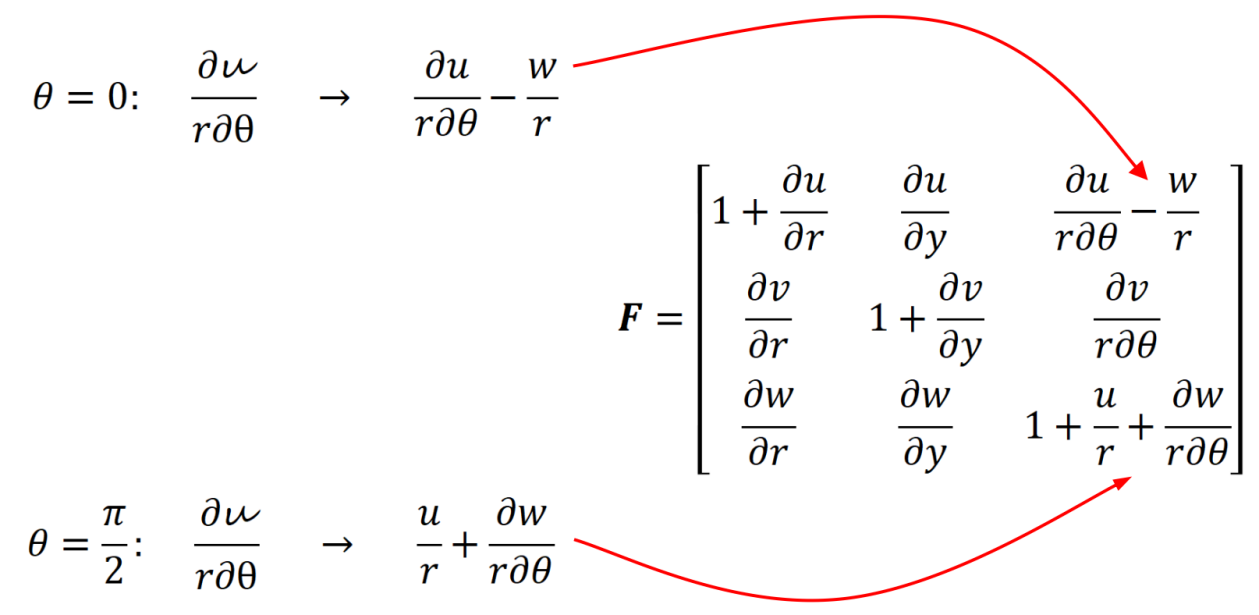 θ = 0:  ∂𝓊/r∂θ  →  ∂u/r∂θ − w/r
F = [ 1 + ∂u/∂r  ∂u/∂y  ∂u/r∂θ − w/r
∂v/∂r  1 + ∂v/∂y  ∂v/r∂θ
∂w/∂r  ∂w/∂y  1 + u/r + ∂w/r∂θ ]
θ = π/2:  ∂𝓊/r∂θ  →  u/r + ∂w/r∂θ